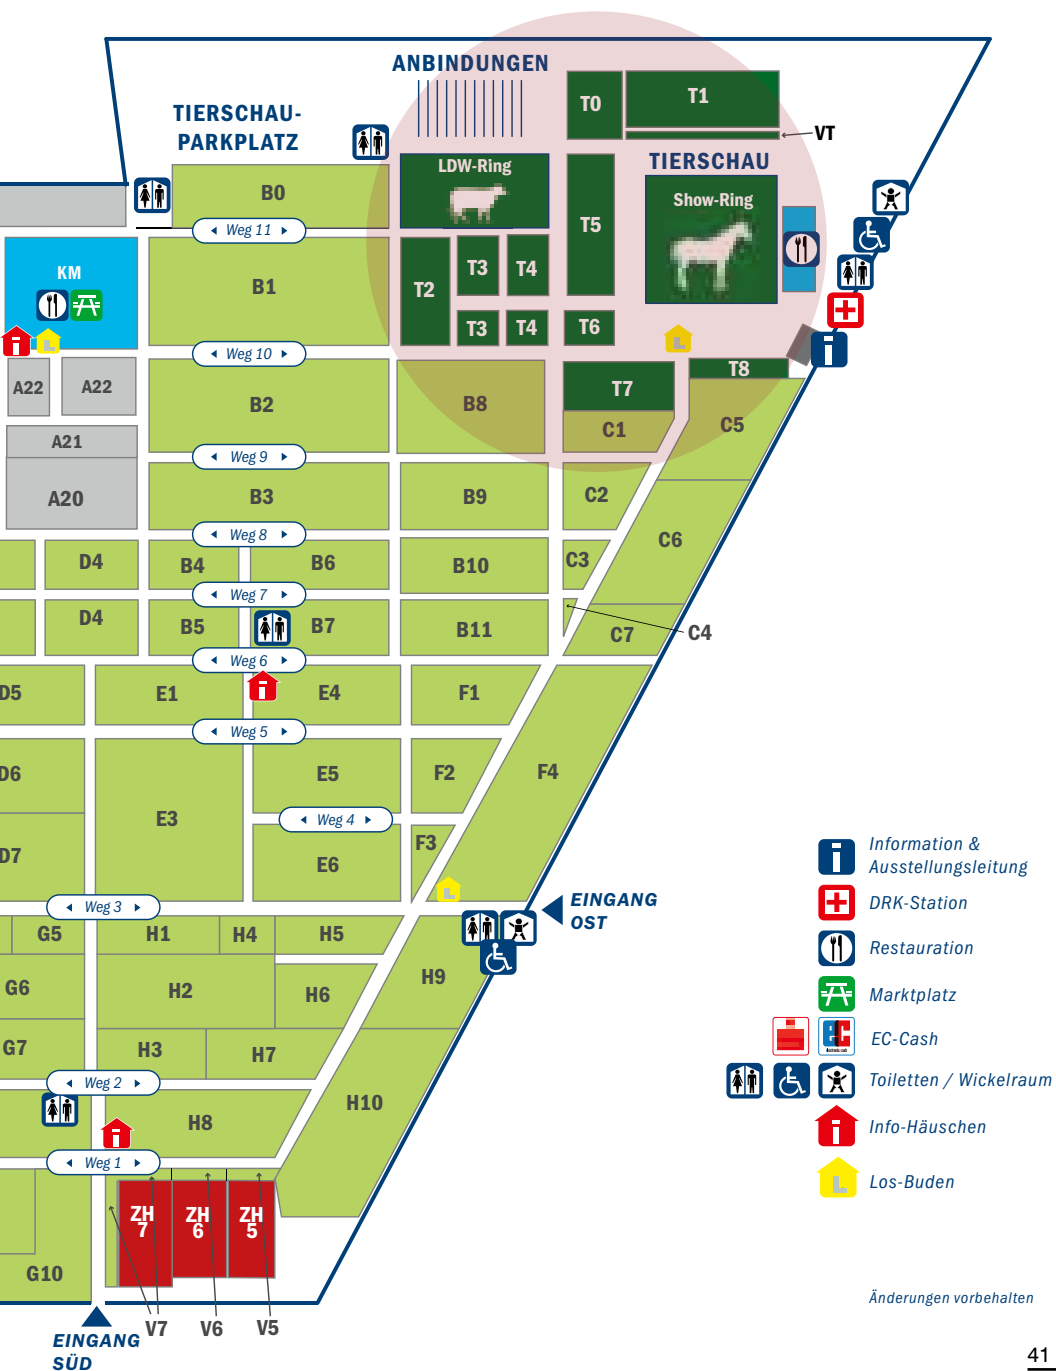 ANBINDUNGEN
TIERSCHAU-
PARKPLATZ
T0
T1
VT
LDW-Ring
TIERSCHAU
Show-Ring
B0
T5
Weg 11
KM
B1
T2
T3
T4
T3
T4
T6
L
L
Weg 10
A22
A22
B2
B8
T7
T8
C1
C5
A21
Weg 9
A20
B3
B9
C2
Weg 8
C6
D4
B4
B6
B10
C3
Weg 7
D4
B5
B7
B11
C7
C4
Weg 6
D5
E1
E4
F1
Weg 5
D6
E5
F2
F4
E3
Weg 4
D7
E6
F3
L
Weg 3
EINGANG
OST
G5
H1
H4
H5
G6
H2
H6
H9
G7
H3
H7
Weg 2
H10
H8
Weg 1
ZH
7
ZH
6
ZH
5
G10
V7
V6
V5
EINGANG
SÜD
Information &
Ausstellungsleitung
DRK-Station
Restauration
Marktplatz
EC
electronic cash
EC-Cash
Toiletten / Wickelraum
Info-Häuschen
L
Los-Buden
Änderungen vorbehalten
41